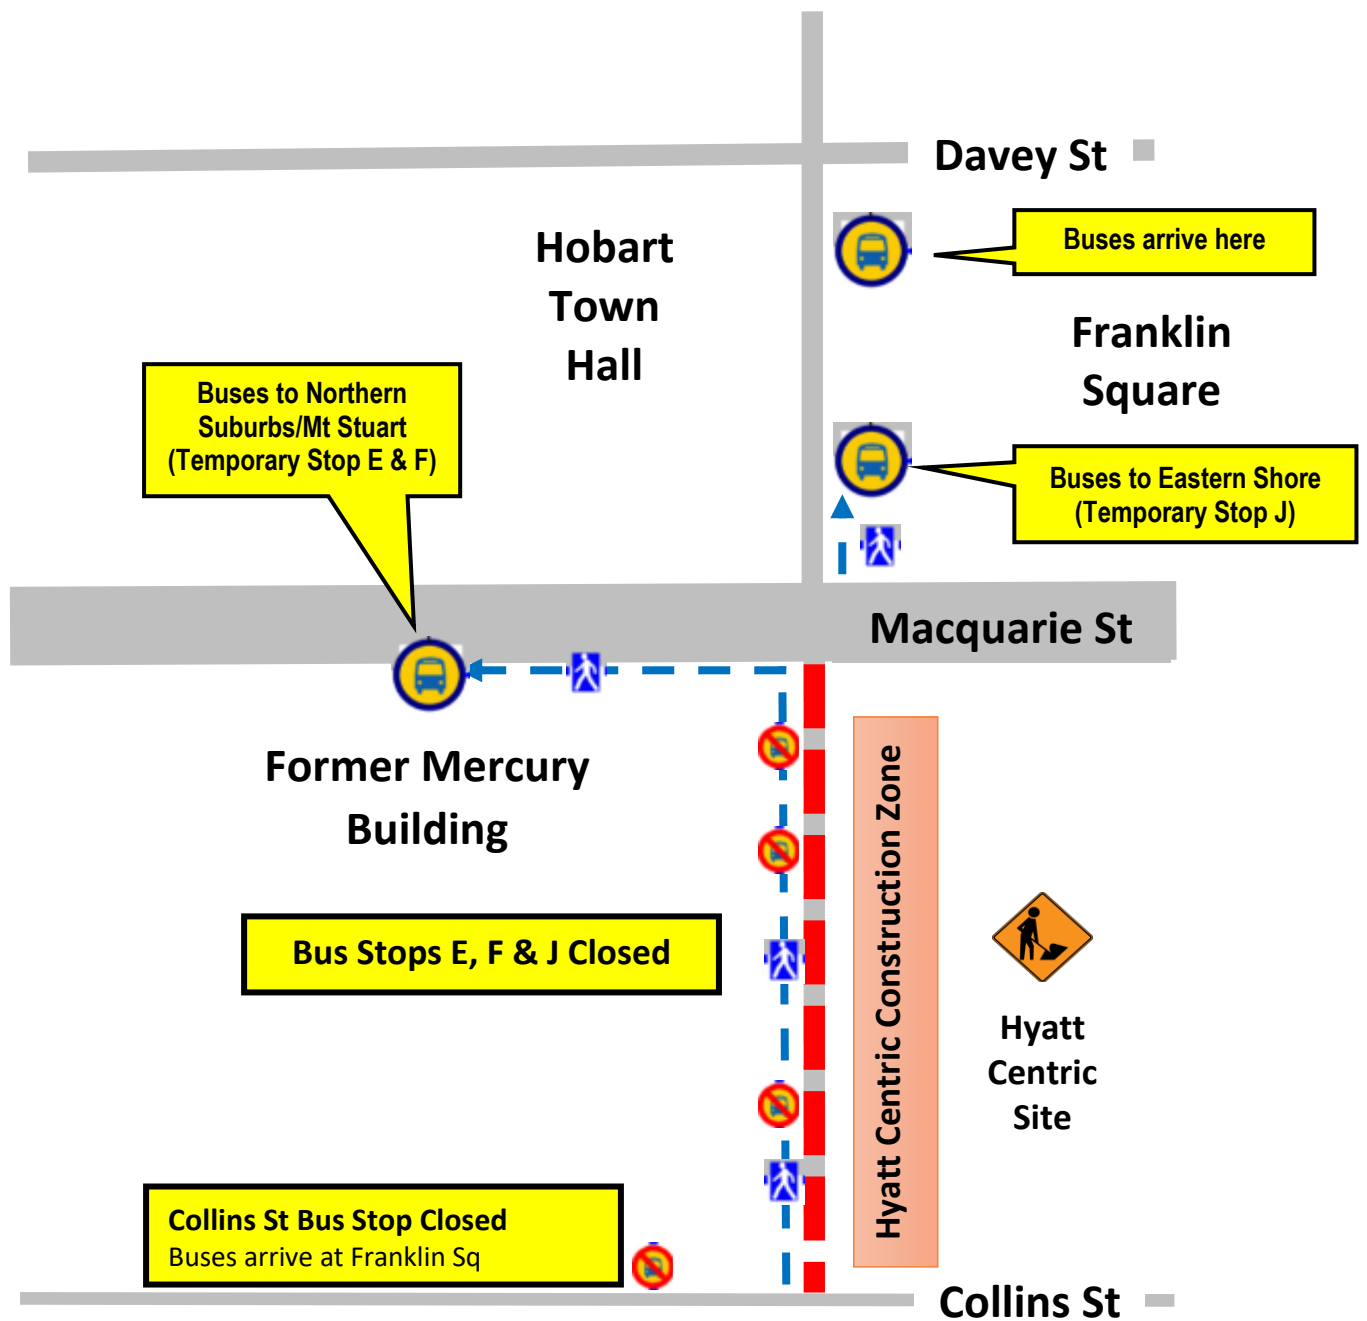 Davey St
Buses arrive here
Hobart
Town
Hall
Franklin
Square
Buses to Northern
Suburbs/Mt Stuart
(Temporary Stop E & F)
Buses to Eastern Shore
(Temporary Stop J)
Macquarie St
Former Mercury
Building
Hyatt Centric Construction Zone
Bus Stops E, F & J Closed
Hyatt
Centric
Site
Collins St Bus Stop Closed
Buses arrive at Franklin Sq
Collins St